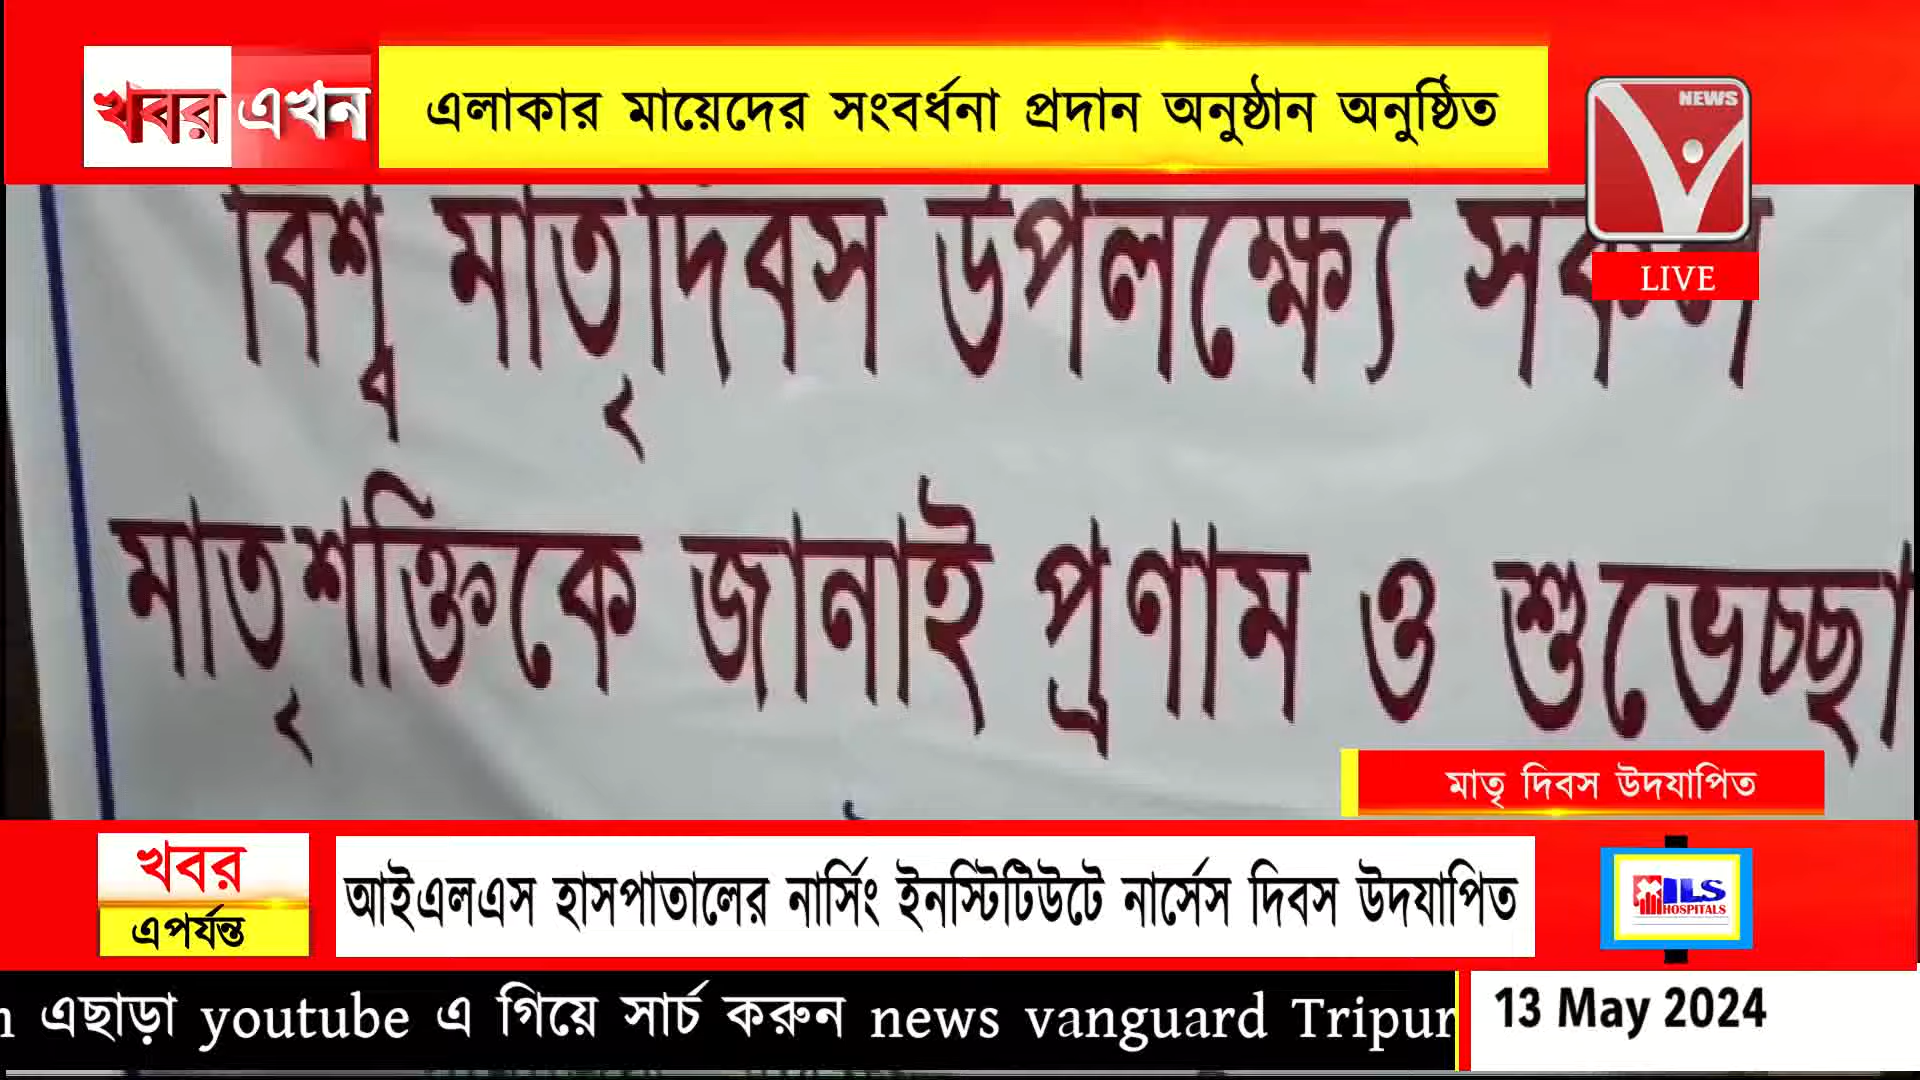 খবর এখন
এলাকার মায়েদের সংবর্ধনা প্রদান অনুষ্ঠান অনুষ্ঠিত
NEWS
LIVE
বিশ্ব মাতৃদিবস উপলক্ষ্যে
মাতৃশক্তিকে জানাই প্রণাম ও শুভেচ্ছা
মাতৃ দিবস উদযাপিত
খবর
এপর্যন্ত
আইএলএস হাসপাতালের নার্সিং ইনস্টিটিউটে নার্সেস দিবস উদযাপিত
ILS
HOSPITALS
এছাড়া youtube এ গিয়ে সার্চ করুন news vanguard Tripur
13 May 2024